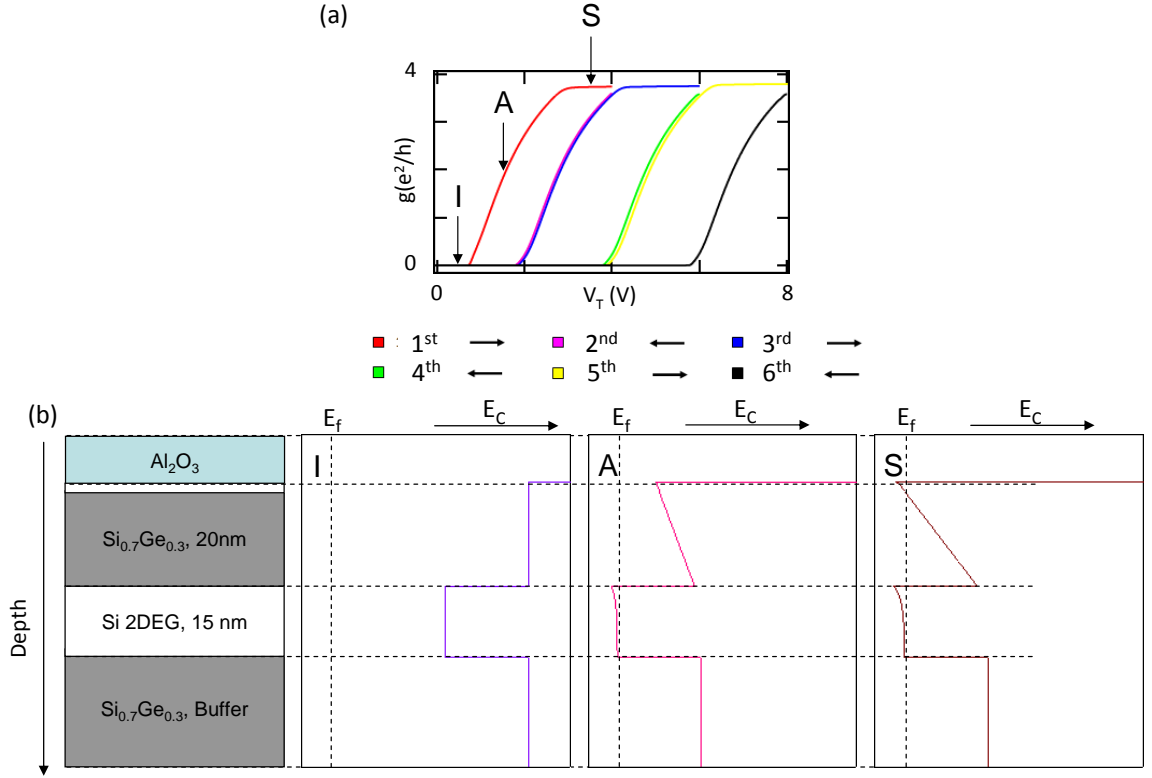 (a)
S
A
I
4
0
g(e²/h)
0
8
V_T (V)
1st
2nd
3rd
4th
5th
6th
(b)
Depth
Al₂O₃
Si₀.₇Ge₀.₃, 20nm
Si 2DEG, 15 nm
Si₀.₇Ge₀.₃, Buffer
E_f
E_C
I
E_f
E_C
A
E_f
E_C
S